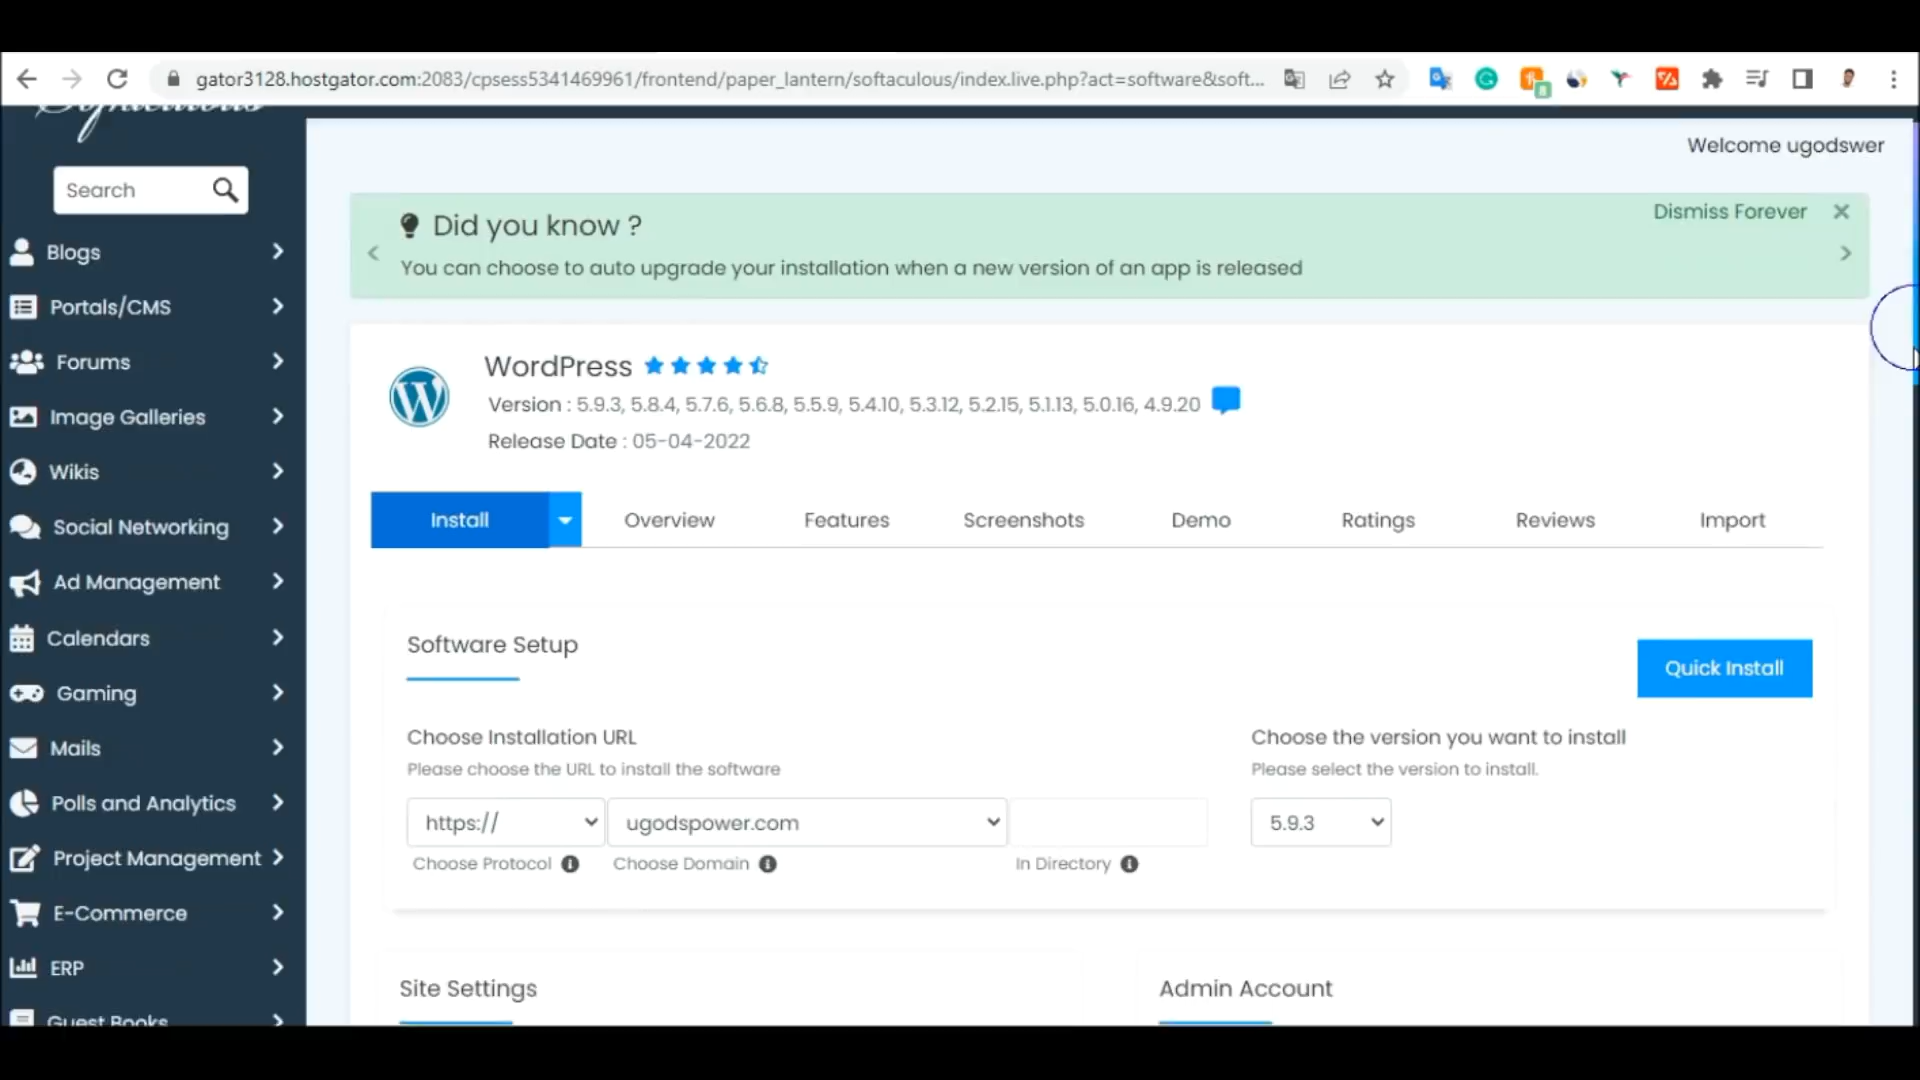 gator3128.hostgator.com:2083/cpsess5341469961/frontend/paper_lantern/softaculous/index.live.php?act=software&soft...
8
Welcome ugodswer
Search
Blogs
Portals/CMS
Forums
Image Galleries
Wikis
Social Networking
Ad Management
Calendars
Gaming
Mails
Polls and Analytics
Project Management
E-Commerce
ERP
Guest Books
Did you know ?
Dismiss Forever
You can choose to auto upgrade your installation when a new version of an app is released
WordPress
Version : 5.9.3, 5.8.4, 5.7.6, 5.6.8, 5.5.9, 5.4.10, 5.3.12, 5.2.15, 5.1.13, 5.0.16, 4.9.20
Release Date : 05-04-2022
Install
Overview
Features
Screenshots
Demo
Ratings
Reviews
Import
Software Setup
Quick Install
Choose Installation URL
Please choose the URL to install the software
https://
ugodspower.com
Choose Protocol
Choose Domain
In Directory
Choose the version you want to install
Please select the version to install.
5.9.3
Site Settings
Admin Account